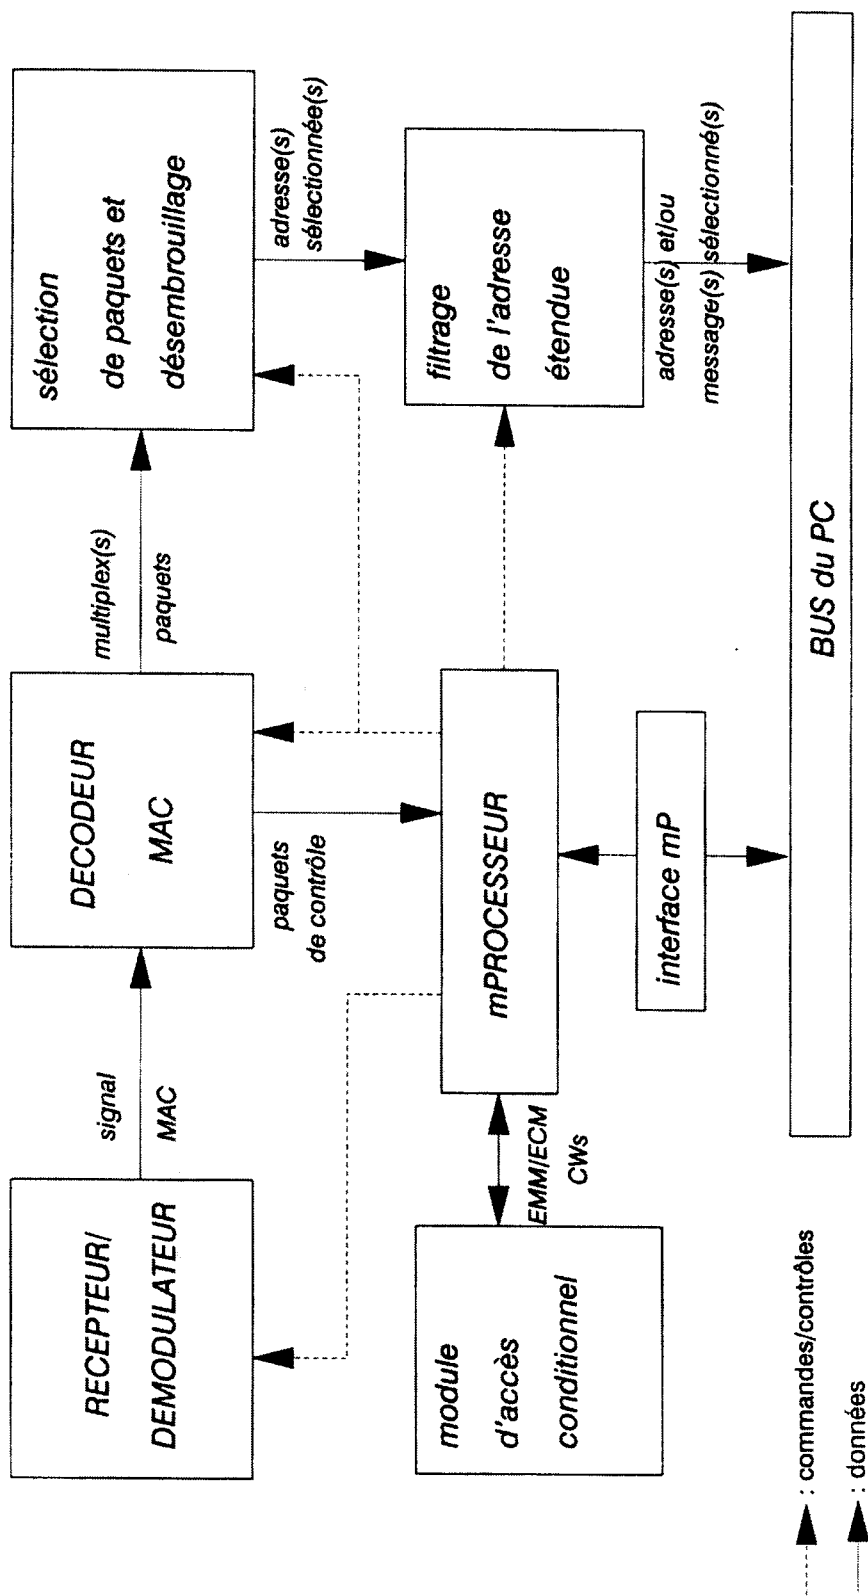 RECEPTEUR/
DEMODULATEUR
signal
MAC
DECODEUR
MAC
multiplex(s)
paquets
sélection
de paquets et
désembrouillage
paquets
de contrôle
adresse(s)
sélectionnée(s)
module
d'accès
conditionnel
EMM/ECM
CWs
mPROCESSEUR
filtrage
de l'adresse
étendue
interface mP
adresse(s) et/ou
message(s) sélectionné(s)
BUS du PC
: commandes/contrôles
: données